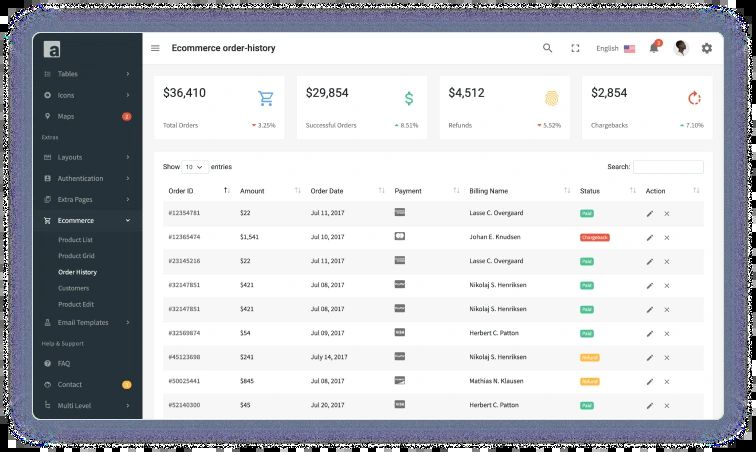 a
Ecommerce order-history
English
Tables
Icons
Maps
Extras
Layouts
Authentication
Extra Pages
Ecommerce
Product List
Product Grid
Order History
Customers
Product Edit
Email Templates
Help & Support
FAQ
Contact
Multi Level
$36,410
Total Orders 3.25%
$29,854
Successful Orders 8.51%
$4,512
Refunds 5.52%
$2,854
Chargebacks 7.10%
Show 10 entries
Search:
Order ID Amount Order Date Payment Billing Name Status Action
#12354781 $22 Jul 11, 2017 Lasse C. Overgaard Paid
#12365474 $1,541 Jul 10, 2017 Johan E. Knudsen Chargeback
#23145216 $22 Jul 11, 2017 Lasse C. Overgaard Paid
#32147851 $421 Jul 08, 2017 Nikolaj S. Henriksen Paid
#32147851 $421 Jul 08, 2017 Nikolaj S. Henriksen Paid
#32569874 $54 Jul 09, 2017 VISA Herbert C. Patton Paid
#45123698 $241 July 14, 2017 Nikolaj S. Henriksen Refund
#50025441 $845 Jul 08, 2017 Mathias N. Klausen Refund
#52140300 $45 Jul 20, 2017 VISA Herbert C. Patton Paid